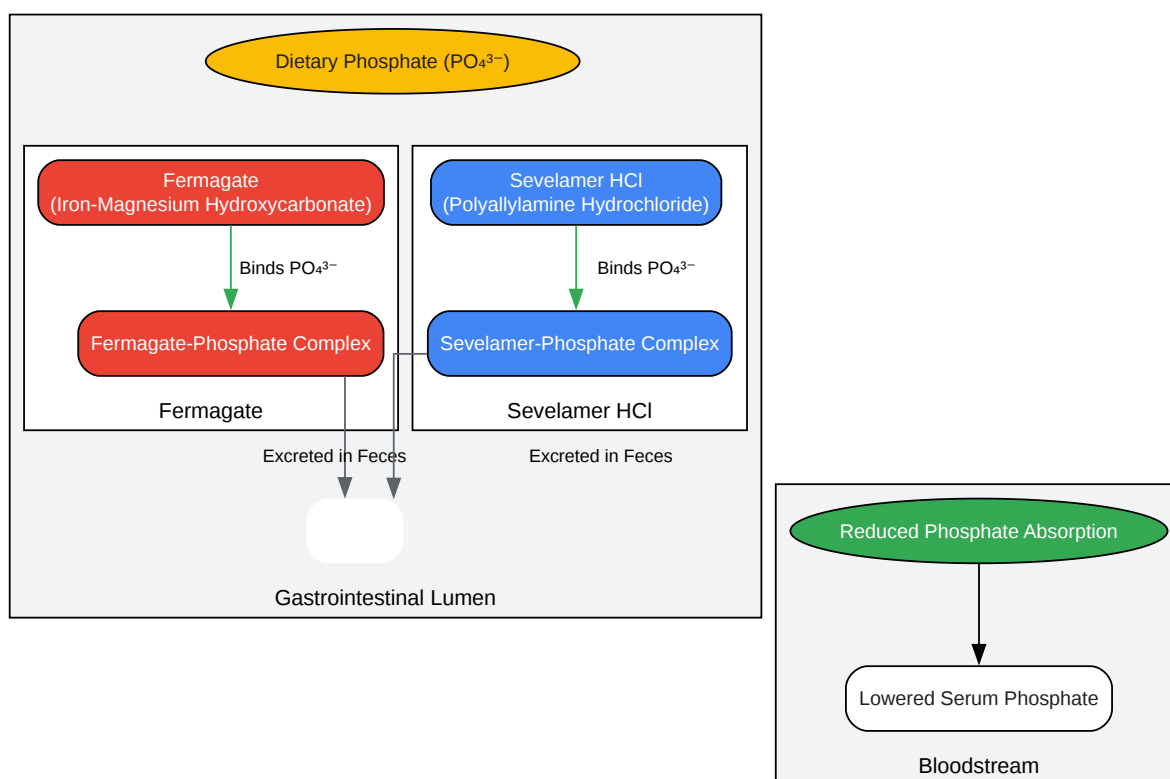 Dietary Phosphate (PO₄³⁻)
Fermagate
(Iron-Magnesium Hydroxycarbonate)
Sevelamer HCl
(Polyallylamine Hydrochloride)
Binds PO₄³⁻
Binds PO₄³⁻
Fermagate-Phosphate Complex
Sevelamer-Phosphate Complex
Fermagate
Sevelamer HCl
Excreted in Feces
Excreted in Feces
Gastrointestinal Lumen
Reduced Phosphate Absorption
Lowered Serum Phosphate
Bloodstream